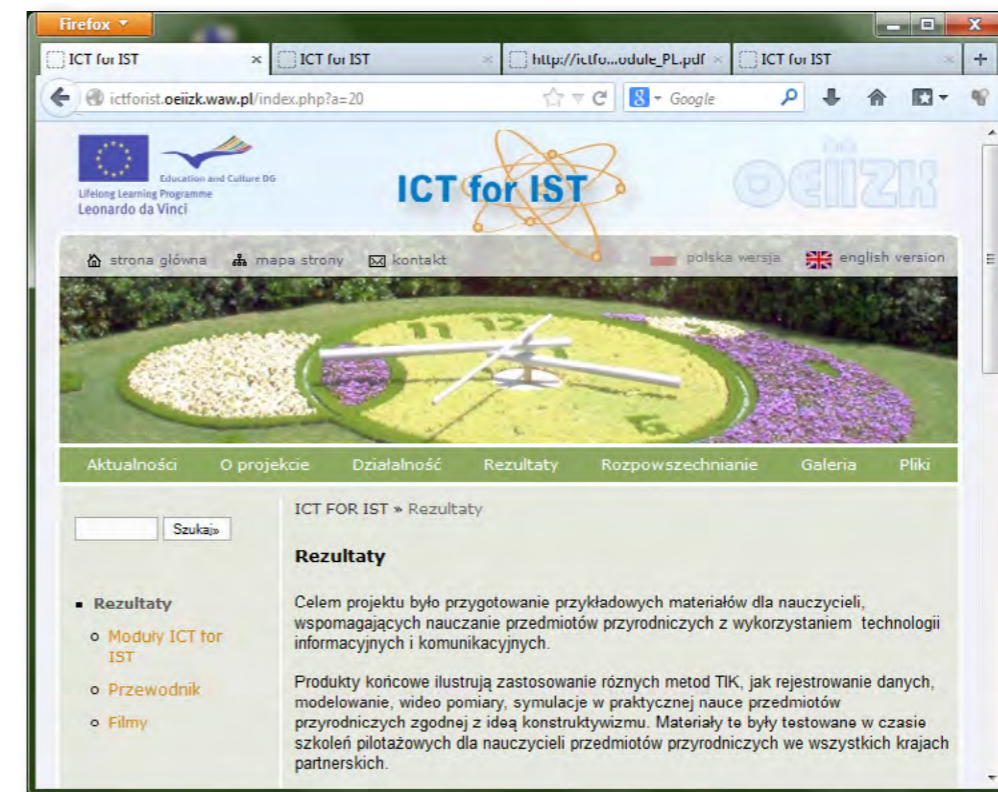 Firefox
ICT for IST
ICT for IST
http://ictfo...odule_PL.pdf
ICT for IST
ictforist.oeiizk.waw.pl/index.php?a=20
Google
Education and Culture DG
Lifelong Learning Programme
Leonardo da Vinci
ICT for IST
OEIIZK
strona główna mapa strony kontakt polska wersja english version
11 12 1 6
Aktualności O projekcie Działalność Rezultaty Rozpowszechnianie Galeria Pliki
ICT FOR IST » Rezultaty
Szukaj»
Rezultaty
Rezultaty
Moduły ICT for
IST
Przewodnik
Filmy
Celem projektu było przygotowanie przykładowych materiałów dla nauczycieli,
wspomagających nauczanie przedmiotów przyrodniczych z wykorzystaniem technologii
informacyjnych i komunikacyjnych.
Produkty końcowe ilustrują zastosowanie róznych metod TIK, jak rejestrowanie danych,
modelowanie, wideo pomiary, symulacje w praktycznej nauce przedmiotów
przyrodniczych zgodnej z ideą konstruktywizmu. Materiały te były testowane w czasie
szkoleń pilotażowych dla nauczycieli przedmiotów przyrodniczych we wszystkich krajach
partnerskich.